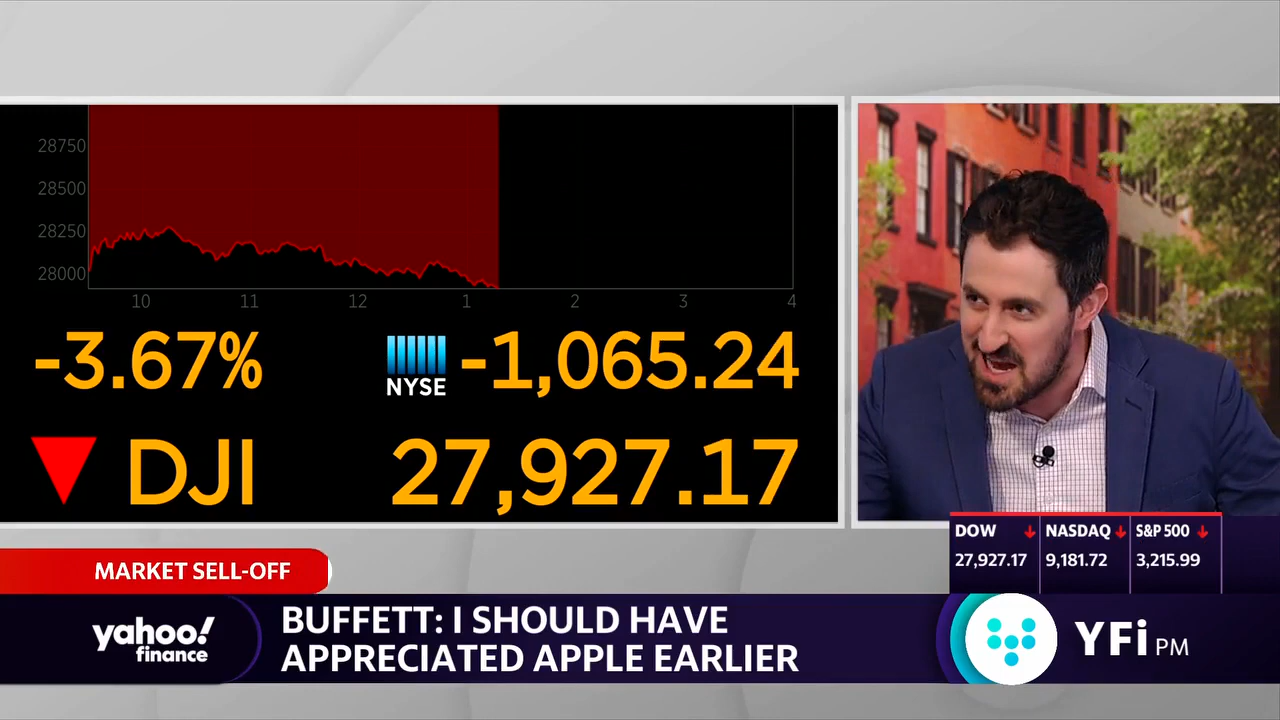 28750
28500
28250
28000
10 11 12 1 2 3 4
-3.67% NYSE -1,065.24
DJI 27,927.17
DOW NASDAQ S&P 500
27,927.17 9,181.72 3,215.99
MARKET SELL-OFF
yahoo! finance
BUFFETT: I SHOULD HAVE
APPRECIATED APPLE EARLIER
YFi PM